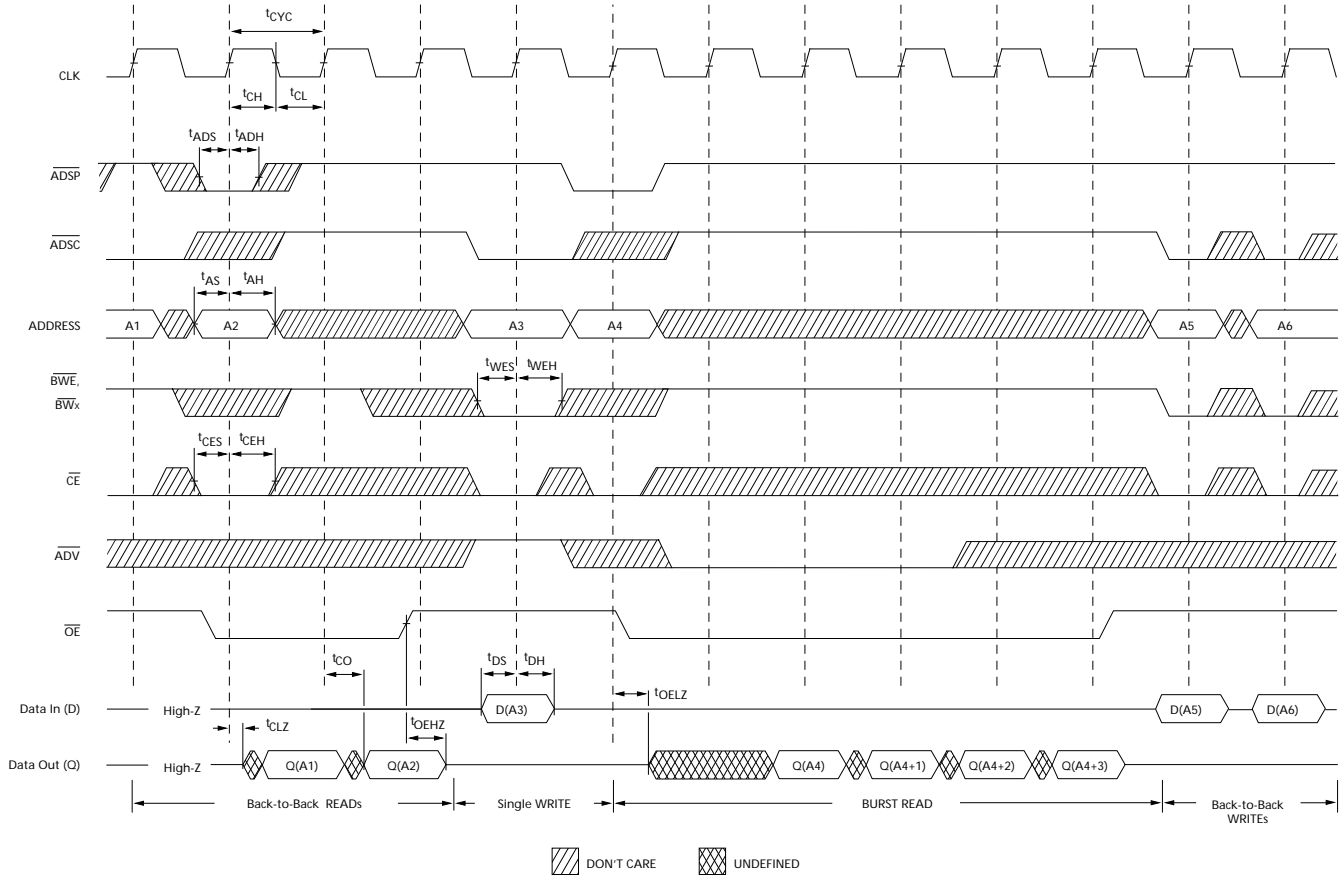 tCYC
CLK
tCH
tCL
tADS
tADH
ADSP
ADSC
tAS
tAH
ADDRESS
A1
A2
A3
A4
A5
A6
BWE,
BWx
tWES
tWEH
tCES
tCEH
CE
ADV
OE
tCO
tDS
tDH
tOELZ
Data In (D)
High-Z
D(A3)
D(A5)
D(A6)
tCLZ
tOEHZ
Data Out (Q)
High-Z
Q(A1)
Q(A2)
Q(A4)
Q(A4+1)
Q(A4+2)
Q(A4+3)
Back-to-Back READs
Single WRITE
BURST READ
Back-to-Back
WRITEs
DON'T CARE
UNDEFINED